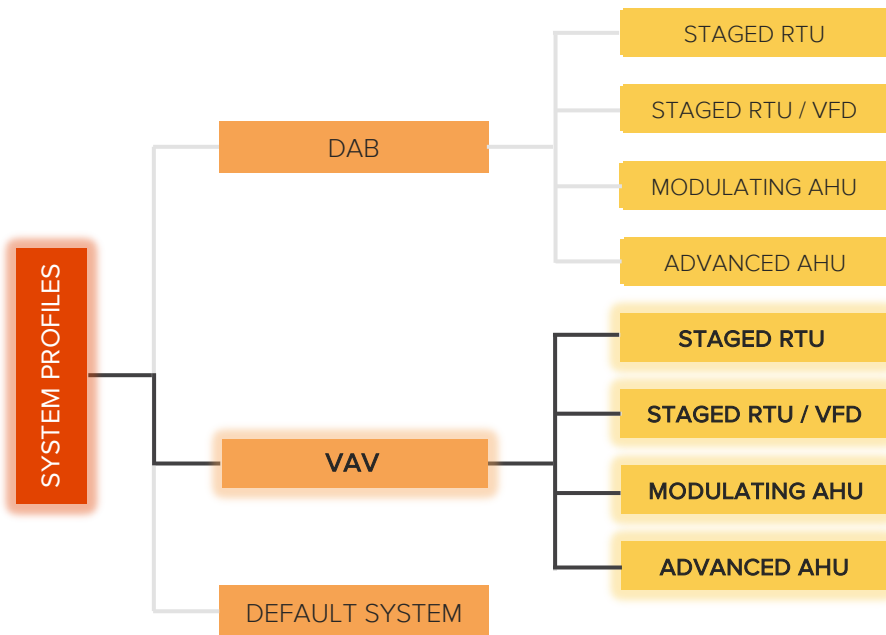 SYSTEM PROFILES
DAB
STAGED RTU
STAGED RTU / VFD
MODULATING AHU
ADVANCED AHU
VAV
STAGED RTU
STAGED RTU / VFD
MODULATING AHU
ADVANCED AHU
DEFAULT SYSTEM